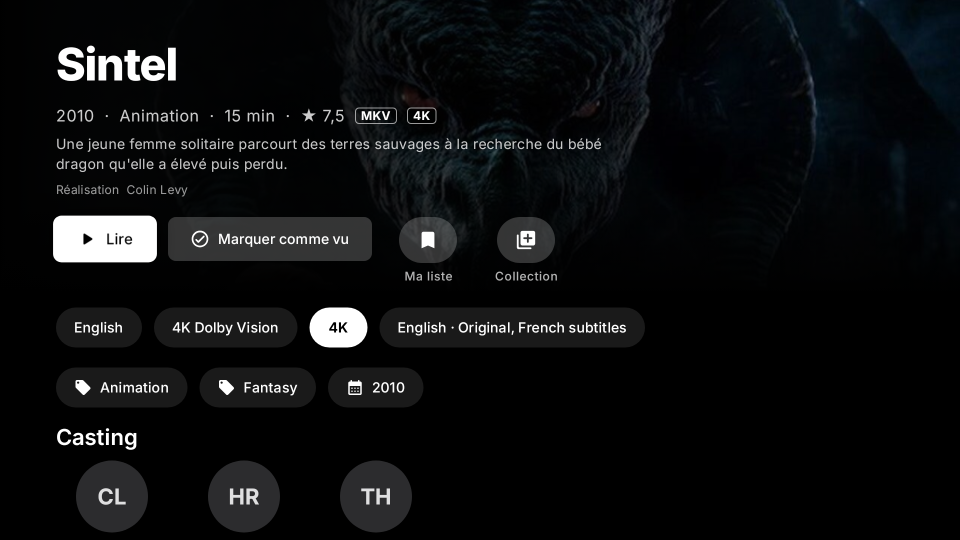 Sintel
2010 · Animation · 15 min · ★ 7,5 MKV 4K
Une jeune femme solitaire parcourt des terres sauvages à la recherche du bébé
dragon qu'elle a élevé puis perdu.
Réalisation Colin Levy
Lire Marquer comme vu
Ma liste Collection
English 4K Dolby Vision 4K English · Original, French subtitles
Animation Fantasy 2010
Casting
CL HR TH